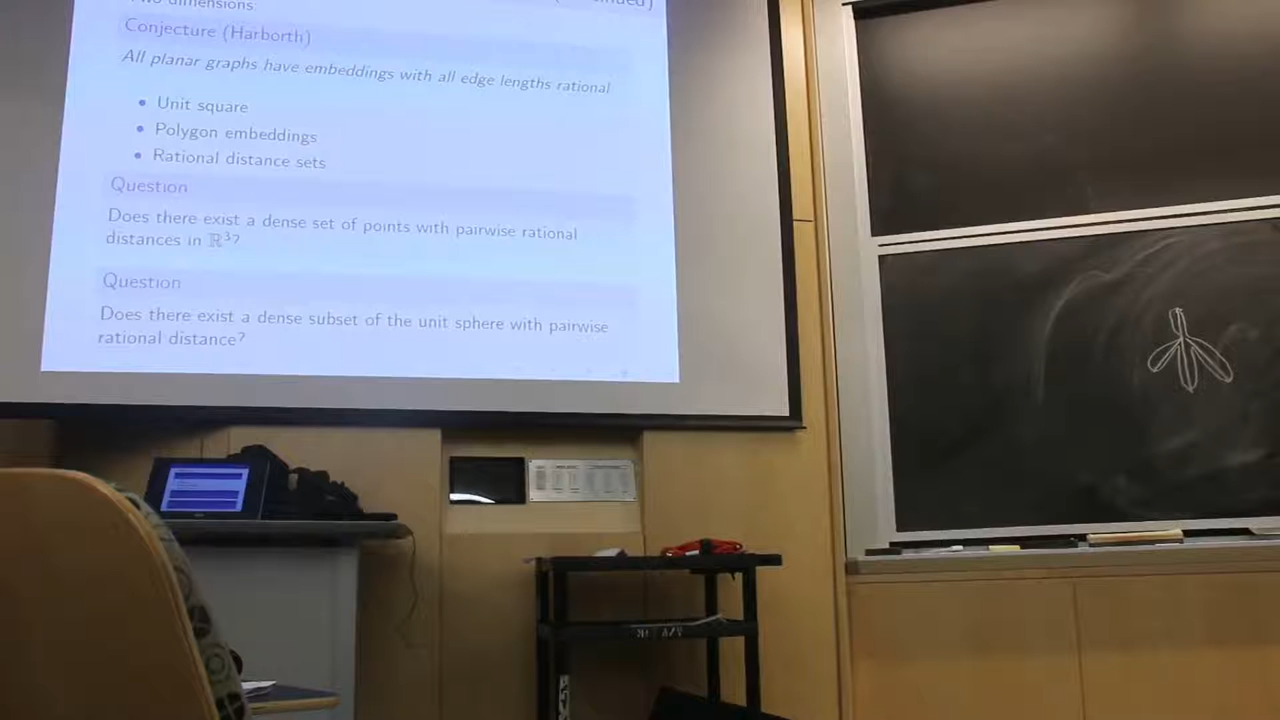 dimensions
Conjecture (Harborth)
All planar graphs have embeddings with all edge lengths rational
• Unit square
• Polygon embeddings
• Rational distance sets
Question
Does there exist a dense set of points with pairwise rational
distances in ℝ³?
Question
Does there exist a dense subset of the unit sphere with pairwise
rational distance?